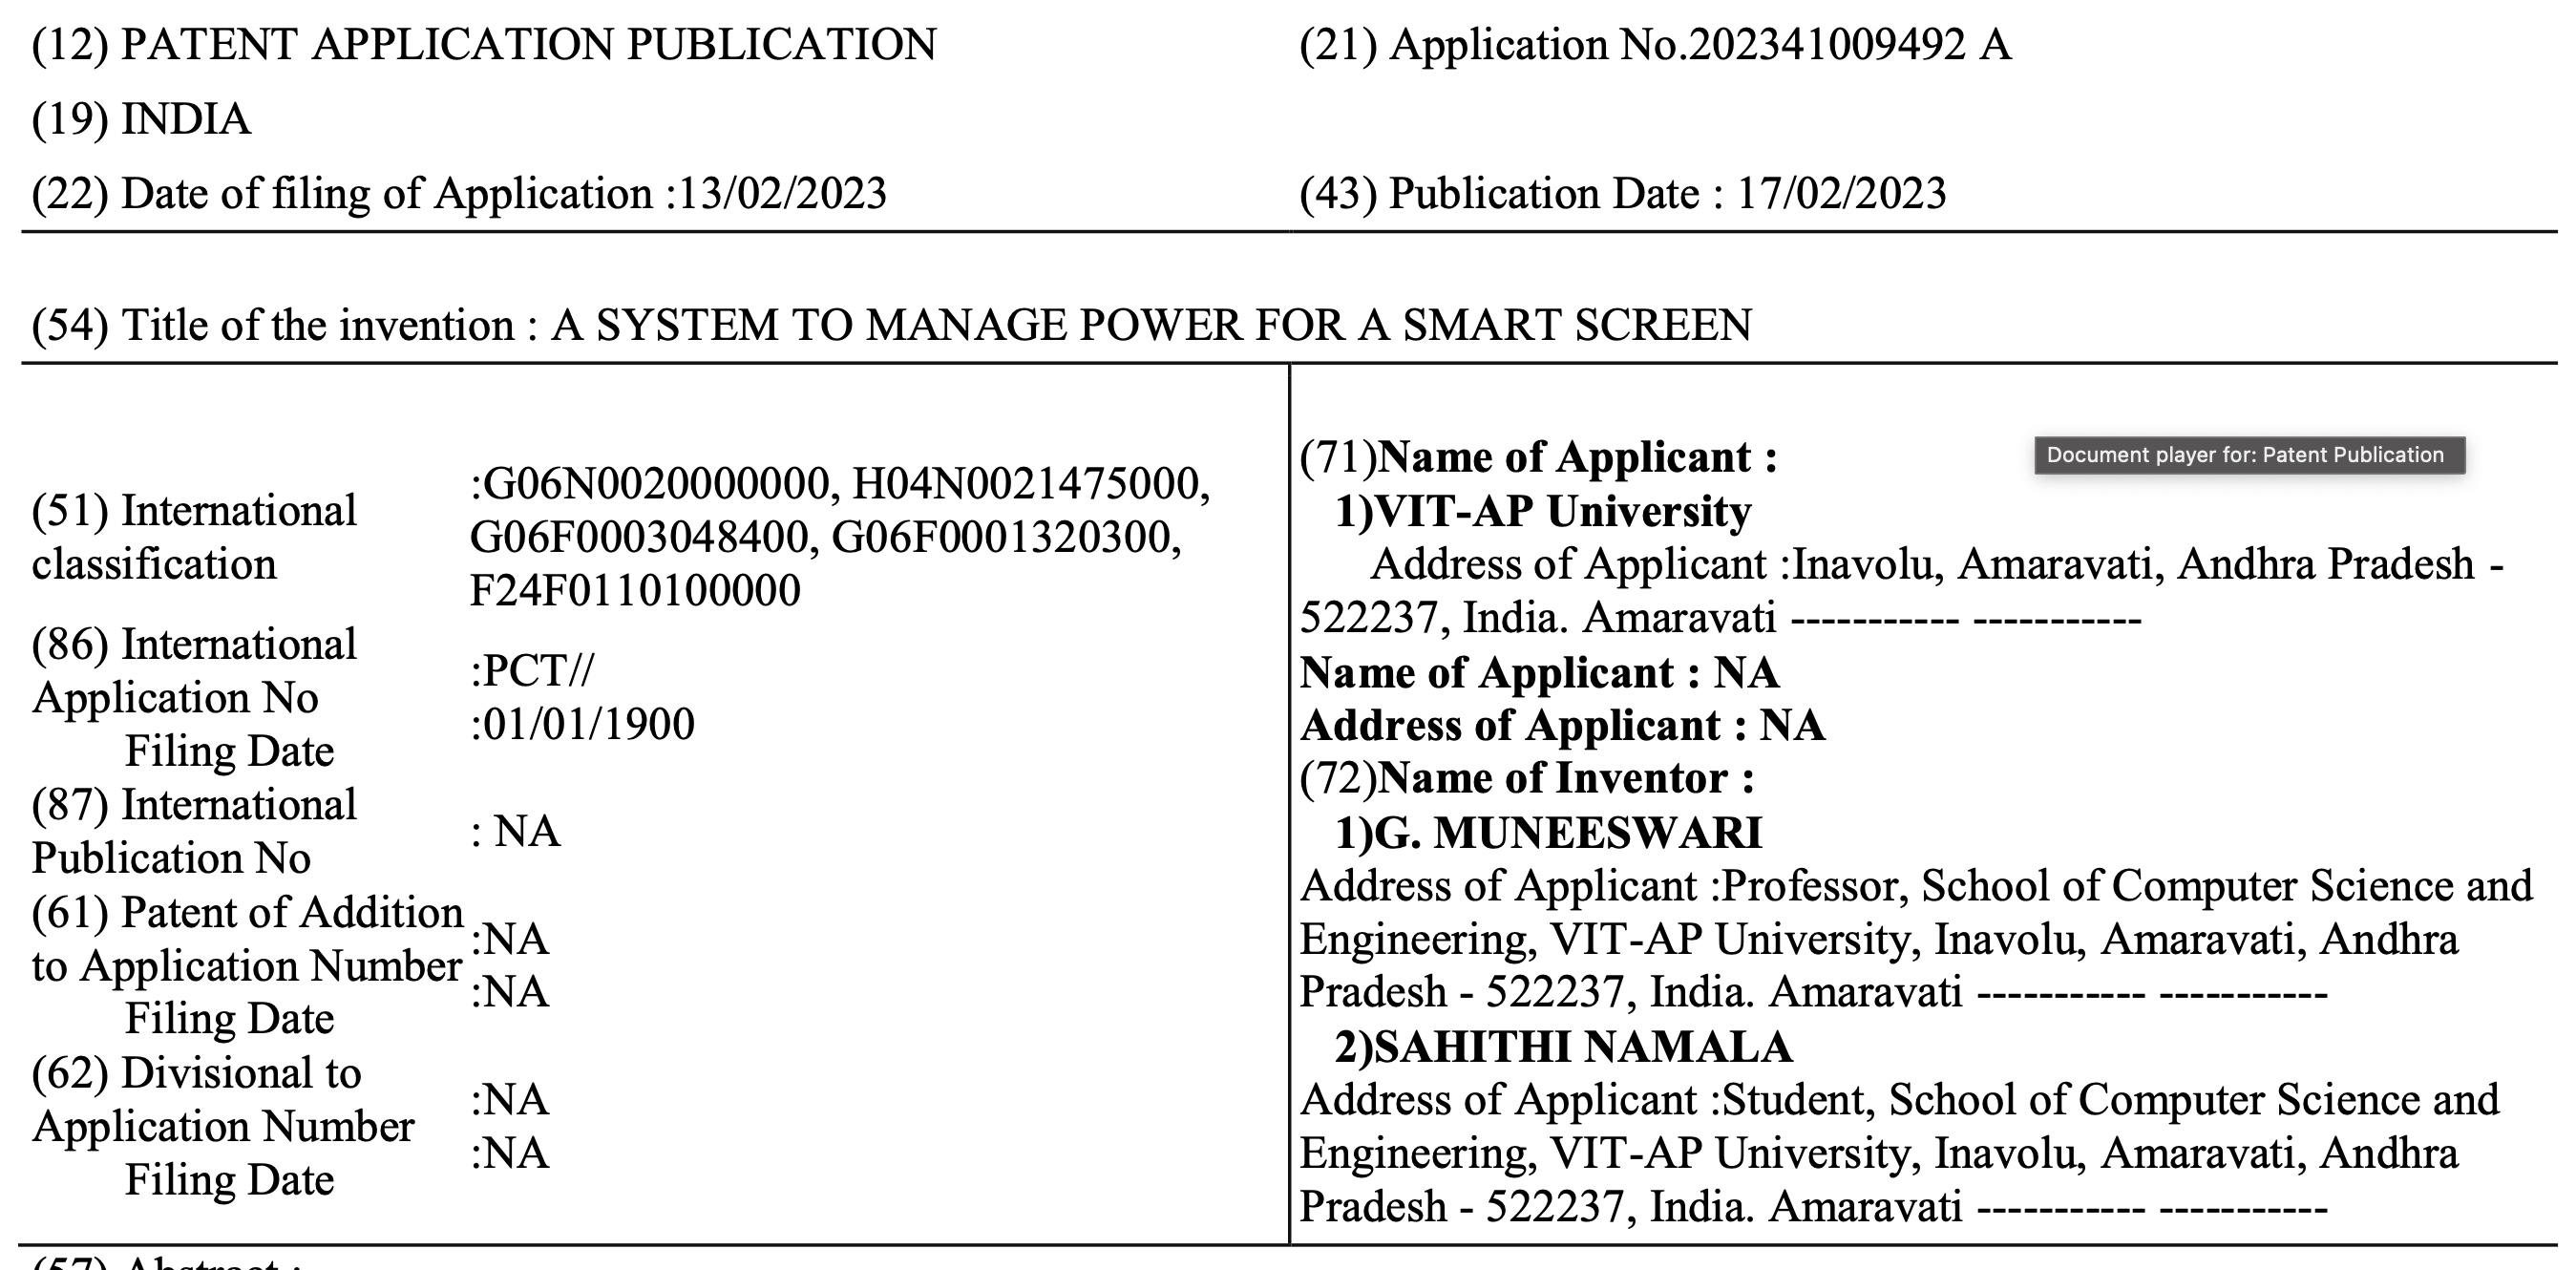 (12) PATENT APPLICATION PUBLICATION
(21) Application No.202341009492 A
(19) INDIA
(22) Date of filing of Application :13/02/2023
(43) Publication Date : 17/02/2023
(54) Title of the invention : A SYSTEM TO MANAGE POWER FOR A SMART SCREEN
(51) International
classification
:G06N0020000000, H04N0021475000,
G06F0003048400, G06F0001320300,
F24F0110100000
(86) International
Application No
Filing Date
:PCT//
:01/01/1900
(87) International
Publication No
: NA
(61) Patent of Addition
to Application Number
Filing Date
:NA
:NA
(62) Divisional to
Application Number
Filing Date
:NA
:NA
(71)Name of Applicant :
Document player for: Patent Publication
1)VIT-AP University
Address of Applicant :Inavolu, Amaravati, Andhra Pradesh -
522237, India. Amaravati ----------- -----------
Name of Applicant : NA
Address of Applicant : NA
(72)Name of Inventor :
1)G. MUNEESWARI
Address of Applicant :Professor, School of Computer Science and
Engineering, VIT-AP University, Inavolu, Amaravati, Andhra
Pradesh - 522237, India. Amaravati ----------- -----------
2)SAHITHI NAMALA
Address of Applicant :Student, School of Computer Science and
Engineering, VIT-AP University, Inavolu, Amaravati, Andhra
Pradesh - 522237, India. Amaravati ----------- -----------
(57) Abstract :